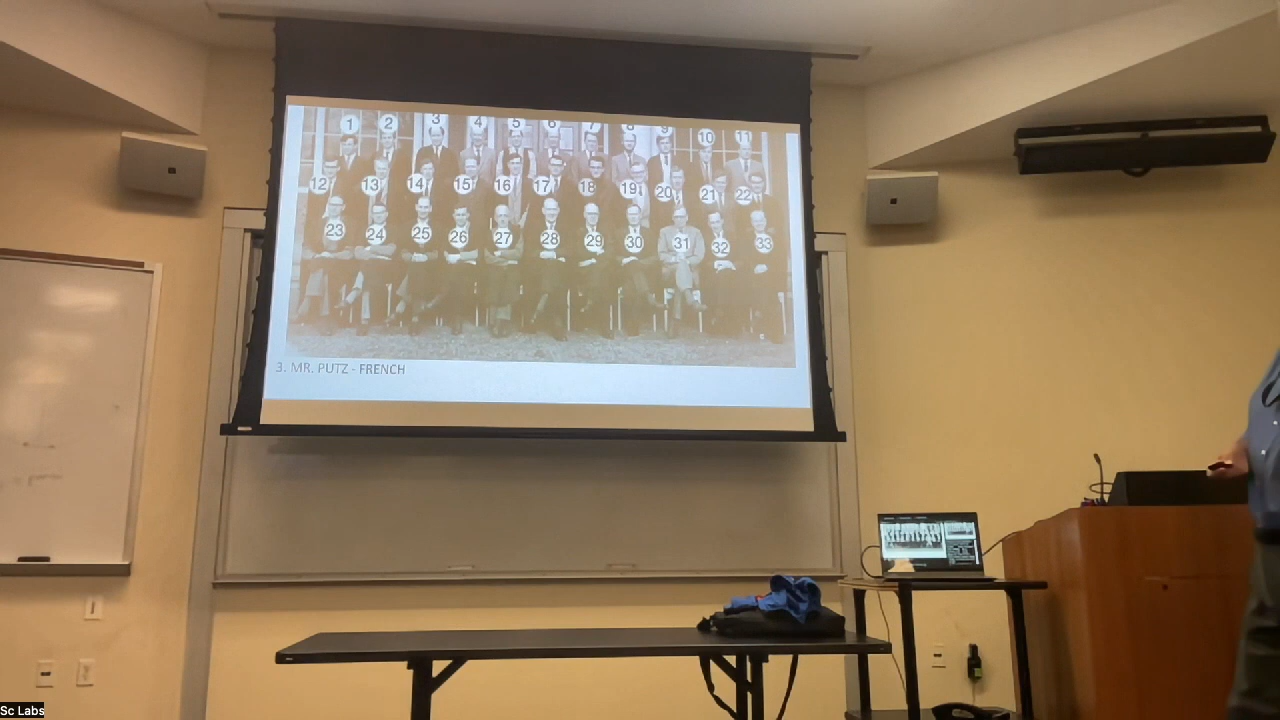 1 2 3 4 5 6 7 8 9 10 11
12 13 14 15 16 17 18 19 20 21 22
23 24 25 26 27 28 29 30 31 32 33
3. MR. PUTZ - FRENCH
Sc Labs